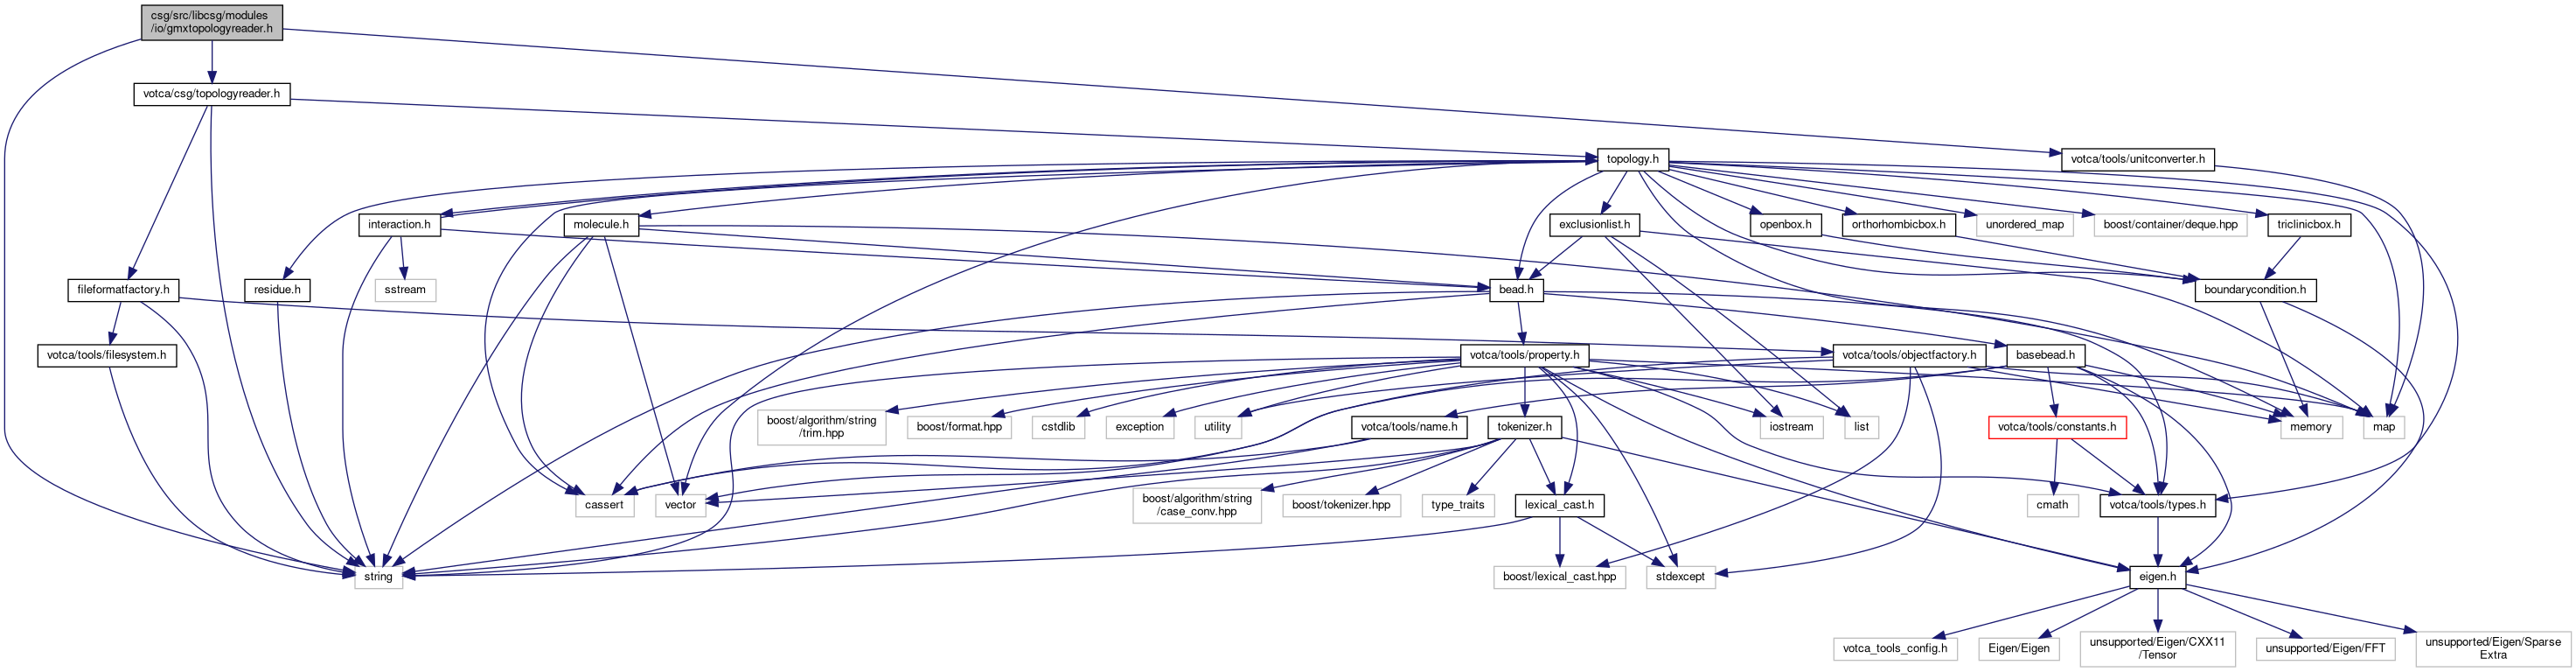 csg/src/libcsg/modules
/io/gmxtopologyreader.h
votca/csg/topologyreader.h
topology.h
votca/tools/unitconverter.h
interaction.h
molecule.h
exclusionlist.h
openbox.h
orthorhombicbox.h
unordered_map
boost/container/deque.hpp
triclinicbox.h
fileformatfactory.h
residue.h
sstream
bead.h
boundarycondition.h
votca/tools/filesystem.h
votca/tools/property.h
votca/tools/objectfactory.h
basebead.h
boost/algorithm/string
/trim.hpp
boost/format.hpp
cstdlib
exception
utility
votca/tools/name.h
tokenizer.h
iostream
list
votca/tools/constants.h
memory
map
cassert
vector
boost/algorithm/string
/case_conv.hpp
boost/tokenizer.hpp
type_traits
lexical_cast.h
cmath
votca/tools/types.h
string
boost/lexical_cast.hpp
stdexcept
eigen.h
votca_tools_config.h
Eigen/Eigen
unsupported/Eigen/CXX11
/Tensor
unsupported/Eigen/FFT
unsupported/Eigen/Sparse
Extra